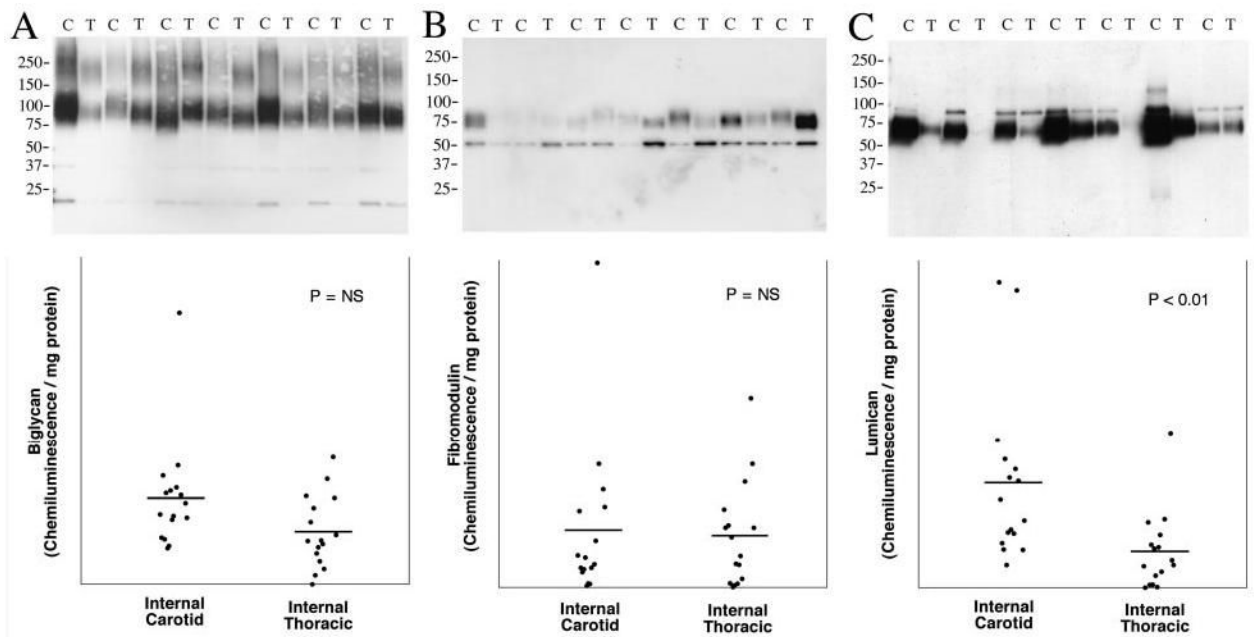 A
C T C T C T C T C T C T C T
250-
150-
100-
75-
50-
37-
25-
Biglycan
(Chemiluminescence / mg protein)
P = NS
Internal
Carotid
Internal
Thoracic
B
C T C T C T C T C T C T C T
250-
150-
100-
75-
50-
37-
25-
Fibromodulin
(Chemiluminescence / mg protein)
P = NS
Internal
Carotid
Internal
Thoracic
C
C T C T C T C T C T C T C T
250-
150-
100-
75-
50-
37-
25-
Lumican
(Chemiluminescence / mg protein)
P < 0.01
Internal
Carotid
Internal
Thoracic